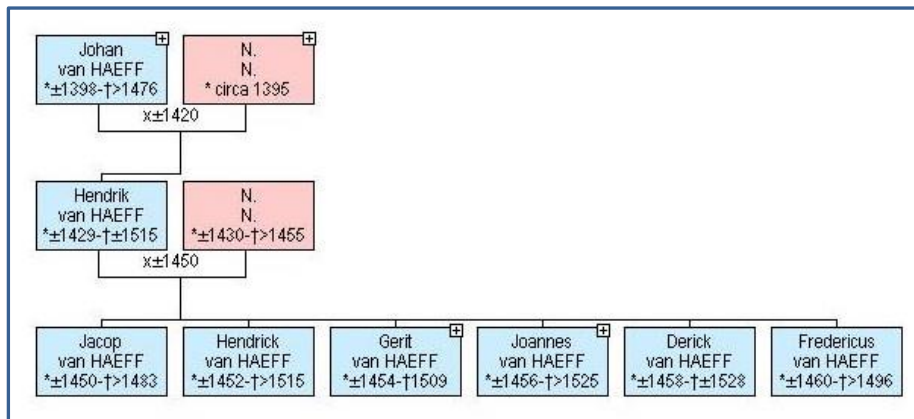 Johan
van HAEFF
*±1398-†>1476
N.
N.
* circa 1395
x±1420
Hendrik
van HAEFF
*±1429-†±1515
N.
N.
*±1430-†>1455
x±1450
Jacop
van HAEFF
*±1450-†>1483
Hendrick
van HAEFF
*±1452-†>1515
Gerit
van HAEFF
*±1454-†1509
Joannes
van HAEFF
*±1456-†>1525
Derick
van HAEFF
*±1458-†±1528
Fredericus
van HAEFF
*±1460-†>1496